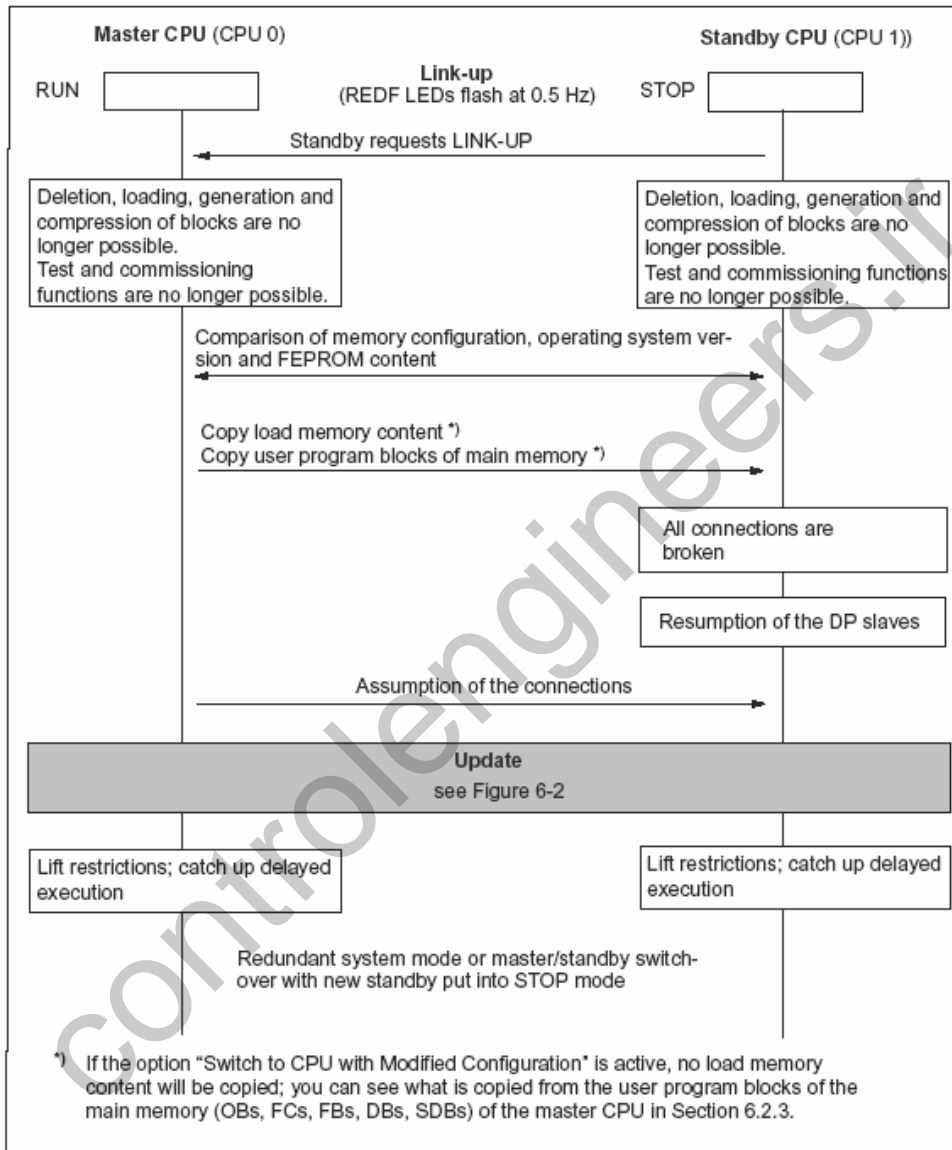 Master CPU (CPU 0)
Standby CPU (CPU 1))
Link-up
(REDF LEDs flash at 0.5 Hz)
RUN
STOP
Standby requests LINK-UP
Deletion, loading, generation and
compression of blocks are no
longer possible.
Test and commissioning
functions are no longer possible.
Deletion, loading, generation and
compression of blocks are no
longer possible.
Test and commissioning functions
are no longer possible.
Comparison of memory configuration, operating system ver-
sion and FEPROM content
Copy load memory content *)
Copy user program blocks of main memory *)
All connections are
broken
Resumption of the DP slaves
Assumption of the connections
Update
see Figure 6-2
Lift restrictions; catch up delayed
execution
Lift restrictions; catch up delayed
execution
Redundant system mode or master/standby switch-
over with new standby put into STOP mode
*) If the option "Switch to CPU with Modified Configuration" is active, no load memory
content will be copied; you can see what is copied from the user program blocks of the
main memory (OBs, FCs, FBs, DBs, SDBs) of the master CPU in Section 6.2.3.
controlengineers.ir